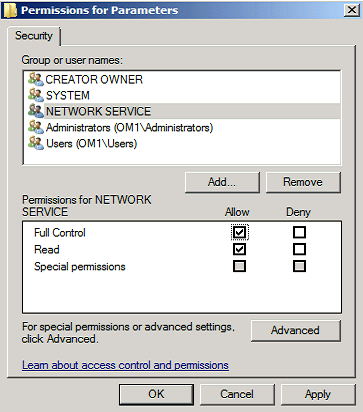 Permissions for Parameters
Security
Group or user names:
CREATOR OWNER
SYSTEM
NETWORK SERVICE
Administrators (OM1\Administrators)
Users (OM1\Users)
Add... Remove
Permissions for NETWORK
SERVICE Allow Deny
Full Control
Read
Special permissions
For special permissions or advanced settings,
click Advanced.
Advanced
Learn about access control and permissions
OK Cancel Apply